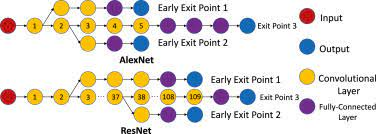 Early Exit Point 1
1 2 3 4 5 Exit Point 3
Early Exit Point 2
AlexNet
Early Exit Point 1
1 2 3 37 38 108 109 Exit Point 3
Early Exit Point 2
ResNet
Input
Output
Convolutional
Layer
Fully-Connected Layer